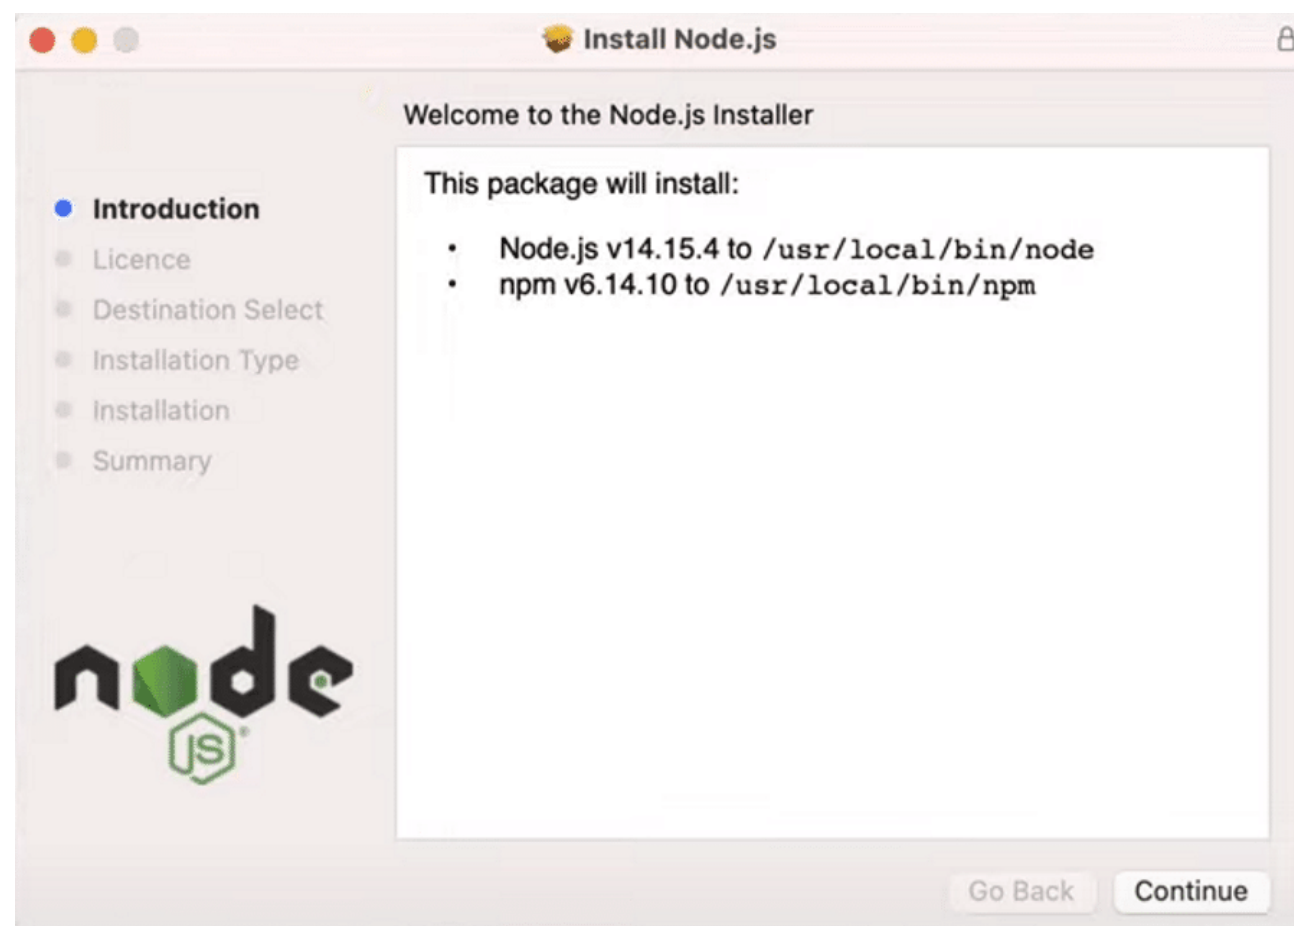 Install Node.js
Welcome to the Node.js Installer
Introduction
Licence
Destination Select
Installation Type
Installation
Summary
This package will install:
• Node.js v14.15.4 to /usr/local/bin/node
• npm v6.14.10 to /usr/local/bin/npm
node
JS®
Go Back
Continue